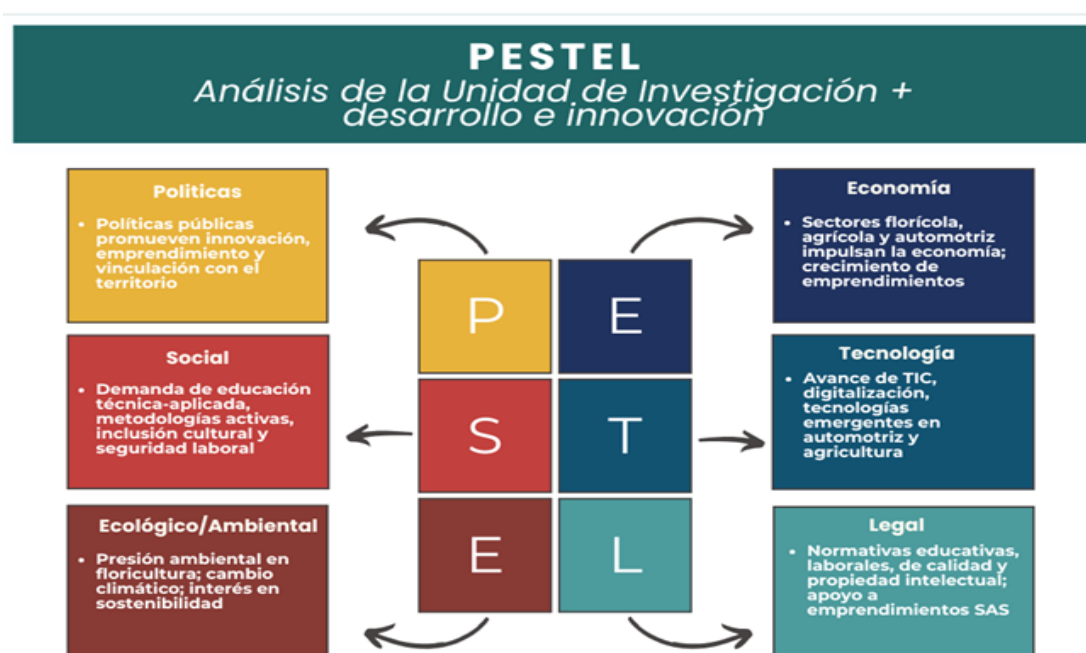 PESTEL
Análisis de la Unidad de Investigación +
desarrollo e innovación
Politicas
• Políticas públicas
promueven innovación,
emprendimiento y
vinculación con el
territorio
Economía
• Sectores florícola,
agrícola y automotriz
impulsan la economía;
crecimiento de
emprendimientos
P
E
Social
• Demanda de educación
técnica-aplicada,
metodologías activas,
inclusión cultural y
seguridad laboral
Tecnología
• Avance de TIC,
digitalización,
tecnologías
emergentes en
automotriz y
agricultura
S
T
Ecológico/Ambiental
• Presión ambiental en
floricultura; cambio
climático; interés en
sostenibilidad
Legal
• Normativas educativas,
laborales, de calidad y
propiedad intelectual;
apoyo a
emprendimientos SAS
E
L